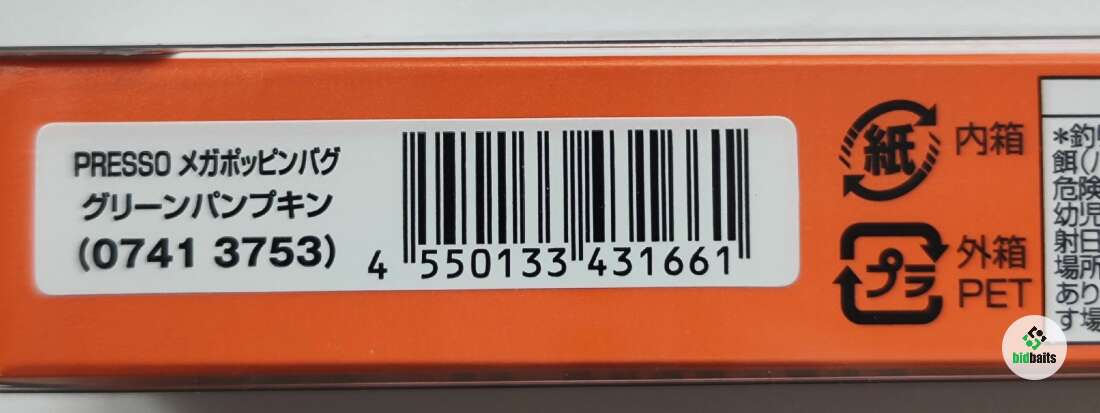 PRESSO メガポッピンバグ
グリーンパンプキン
(0741 3753)
4 550133 431661
紙
内箱
プラ
外箱
PET
*釣
餌(
危険
幼児
射日
場所
あり
す場
bidbaits